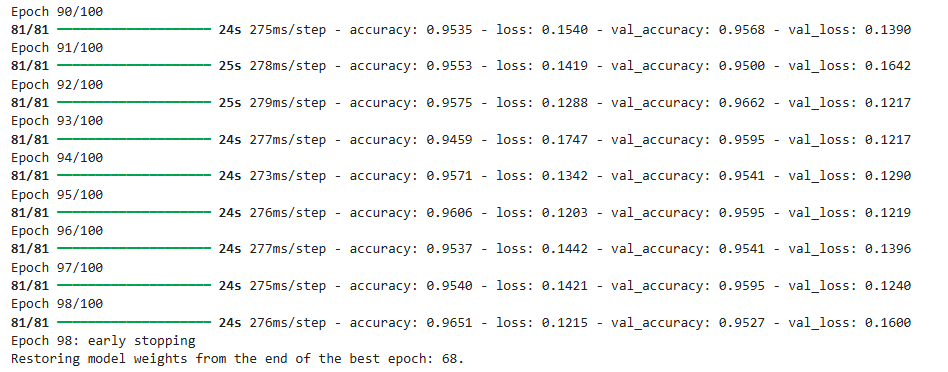 Epoch 90/100
81/81 ━━━━━━━━━━━━━━━━━━━━ 24s 275ms/step - accuracy: 0.9535 - loss: 0.1540 - val_accuracy: 0.9568 - val_loss: 0.1390
Epoch 91/100
81/81 ━━━━━━━━━━━━━━━━━━━━ 25s 278ms/step - accuracy: 0.9553 - loss: 0.1419 - val_accuracy: 0.9500 - val_loss: 0.1642
Epoch 92/100
81/81 ━━━━━━━━━━━━━━━━━━━━ 25s 279ms/step - accuracy: 0.9575 - loss: 0.1288 - val_accuracy: 0.9662 - val_loss: 0.1217
Epoch 93/100
81/81 ━━━━━━━━━━━━━━━━━━━━ 24s 277ms/step - accuracy: 0.9459 - loss: 0.1747 - val_accuracy: 0.9595 - val_loss: 0.1217
Epoch 94/100
81/81 ━━━━━━━━━━━━━━━━━━━━ 24s 273ms/step - accuracy: 0.9571 - loss: 0.1342 - val_accuracy: 0.9541 - val_loss: 0.1290
Epoch 95/100
81/81 ━━━━━━━━━━━━━━━━━━━━ 24s 276ms/step - accuracy: 0.9606 - loss: 0.1203 - val_accuracy: 0.9595 - val_loss: 0.1219
Epoch 96/100
81/81 ━━━━━━━━━━━━━━━━━━━━ 24s 277ms/step - accuracy: 0.9537 - loss: 0.1442 - val_accuracy: 0.9541 - val_loss: 0.1396
Epoch 97/100
81/81 ━━━━━━━━━━━━━━━━━━━━ 24s 275ms/step - accuracy: 0.9540 - loss: 0.1421 - val_accuracy: 0.9595 - val_loss: 0.1240
Epoch 98/100
81/81 ━━━━━━━━━━━━━━━━━━━━ 24s 276ms/step - accuracy: 0.9651 - loss: 0.1215 - val_accuracy: 0.9527 - val_loss: 0.1600
Epoch 98: early stopping
Restoring model weights from the end of the best epoch: 68.